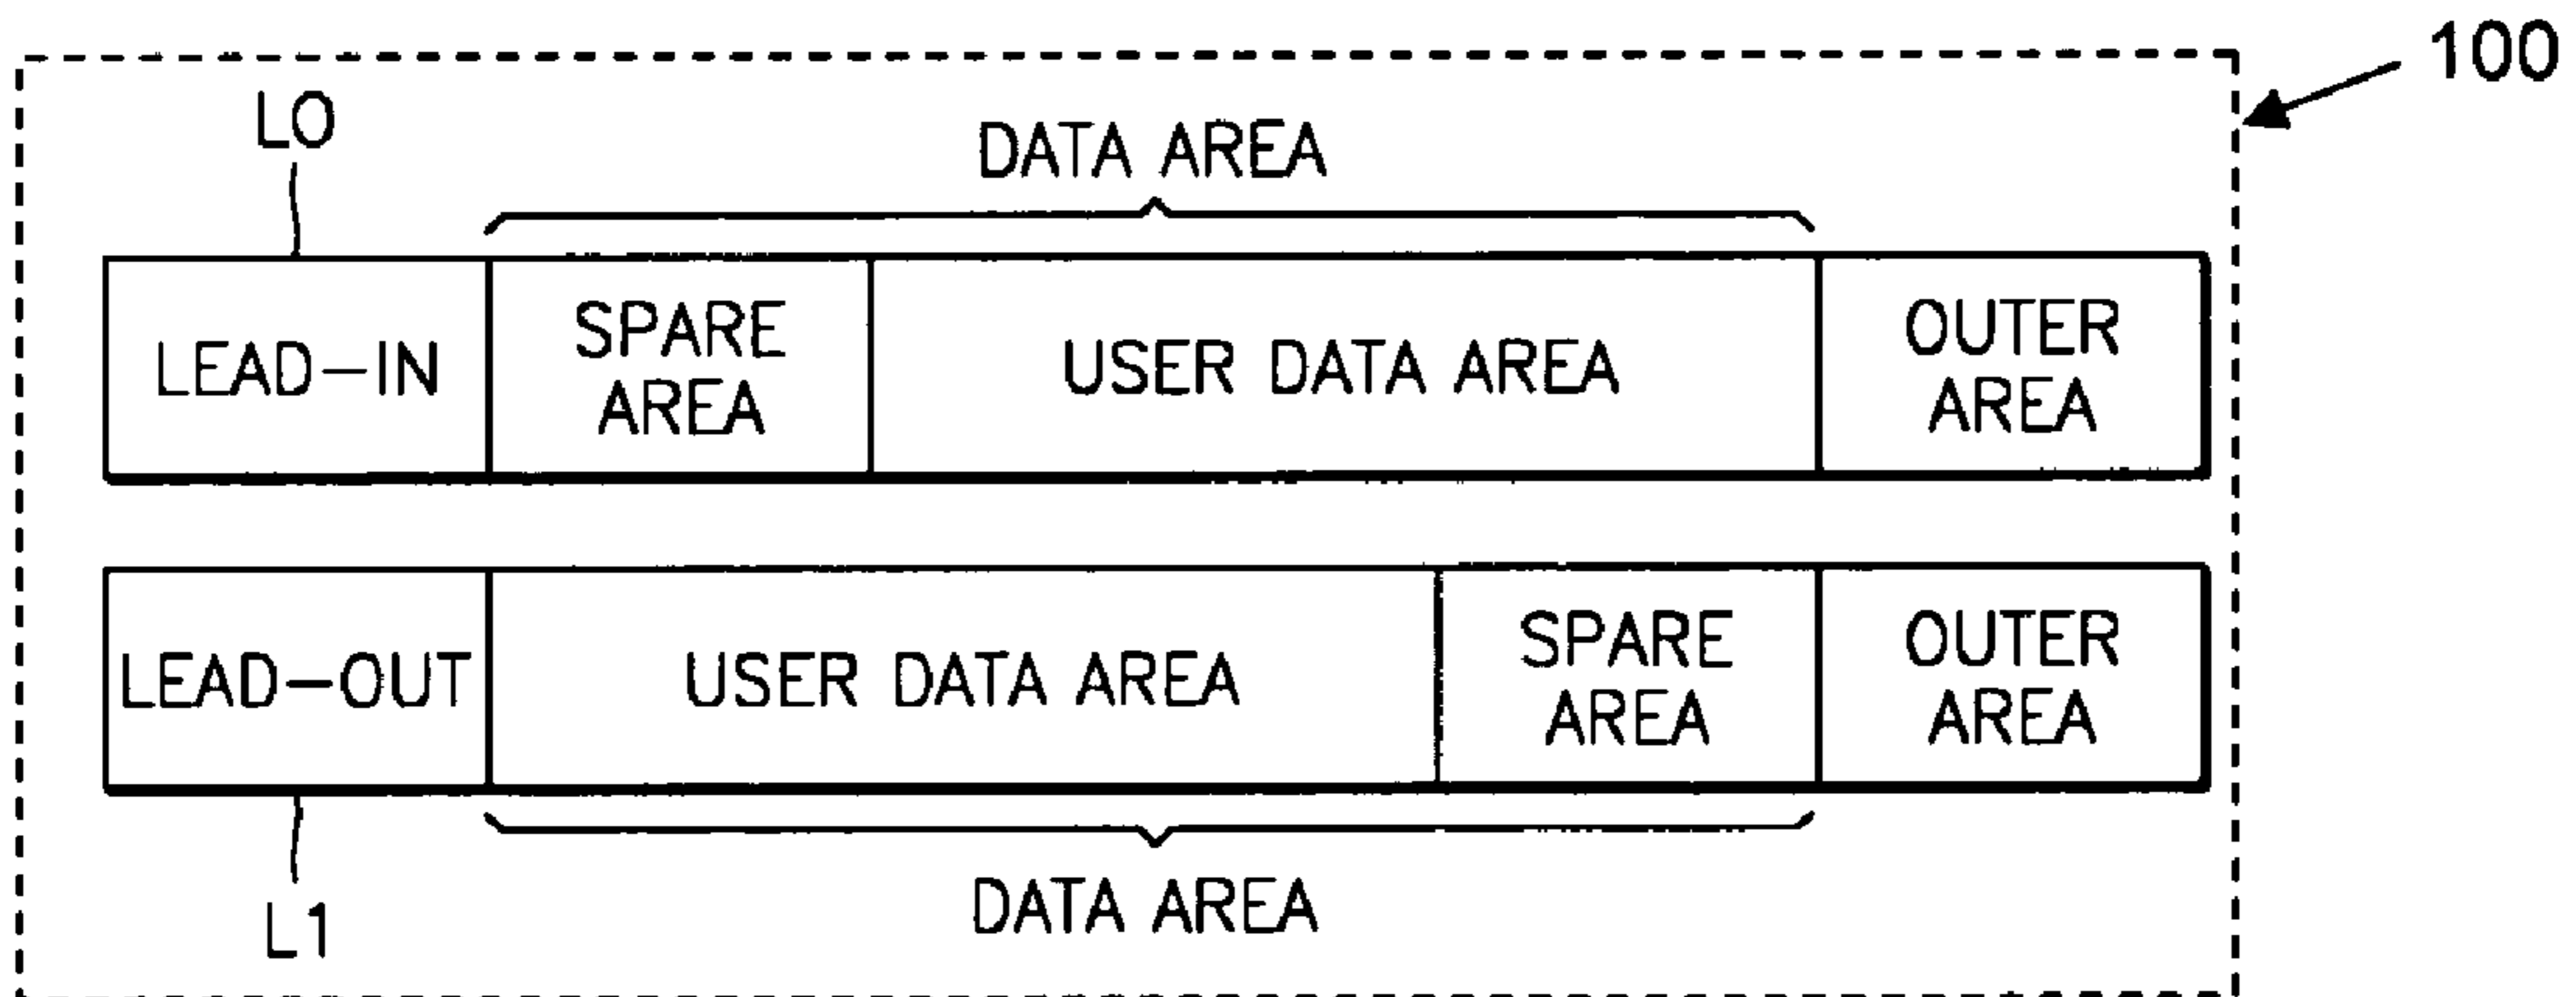 100
L0
DATA AREA
LEAD-IN
SPARE
AREA
USER DATA AREA
OUTER
AREA
LEAD-OUT
USER DATA AREA
SPARE
AREA
OUTER
AREA
L1
DATA AREA